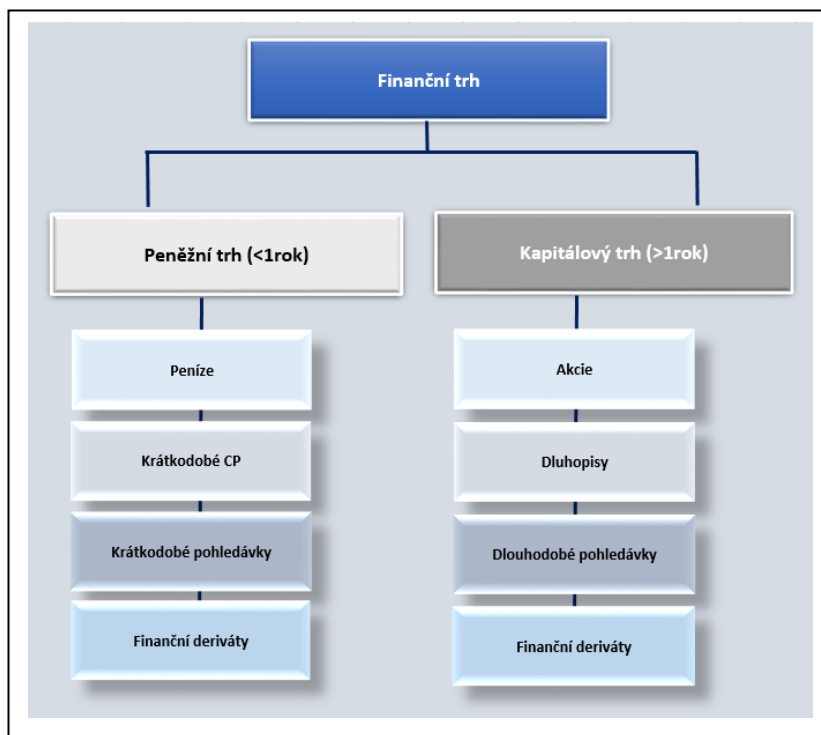 Finanční trh
Peněžní trh (<1rok)
Kapitálový trh (>1rok)
Peníze
Krátkodobé CP
Krátkodobé pohledávky
Finanční deriváty
Akcie
Dluhopisy
Dlouhodobé pohledávky
Finanční deriváty